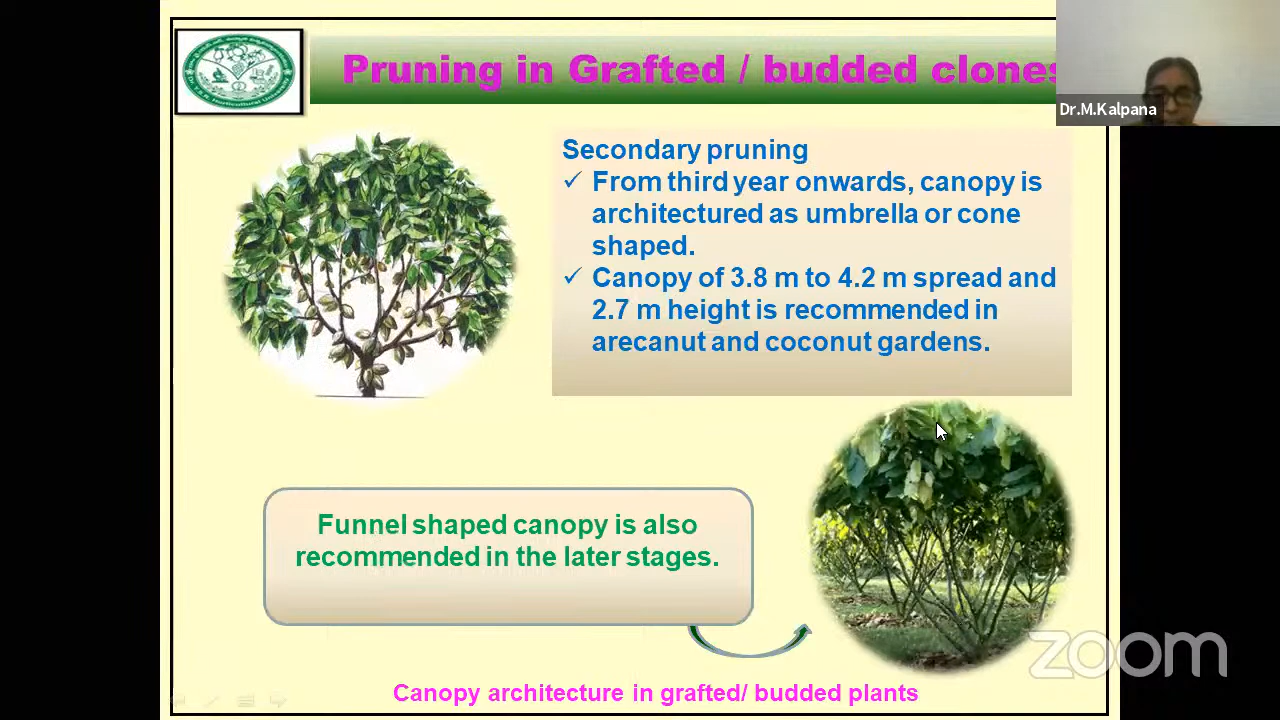 Pruning in Grafted / budded clones
Dr.M.Kalpana
Secondary pruning
✓ From third year onwards, canopy is
architectured as umbrella or cone
shaped.
✓ Canopy of 3.8 m to 4.2 m spread and
2.7 m height is recommended in
arecanut and coconut gardens.
Funnel shaped canopy is also
recommended in the later stages.
zoom
Canopy architecture in grafted/ budded plants